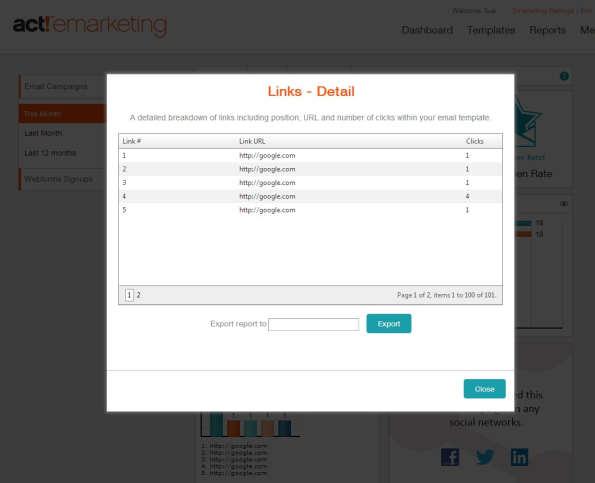 Welcome Sue Emarketing Settings |
act! emarketing
Dashboard Templates Reports
Email Campaigns
This Month
Last Month
Last 12 months
Webforms Signups
Links - Detail
A detailed breakdown of links including position, URL and number of clicks within your email template.
Link # Link URL Clicks
1 http://google.com 1
2 http://google.com 1
3 http://google.com 1
4 http://google.com 4
5 http://google.com 1
1 2 Page 1 of 2, items 1 to 100 of 101.
Export report to Export
Close
en Rate
18
18
this
any
social networks.
1 1 1 1
1. http://google.com
2. http://google.com
3. http://google.com
4. http://google.com
5. http://google.com